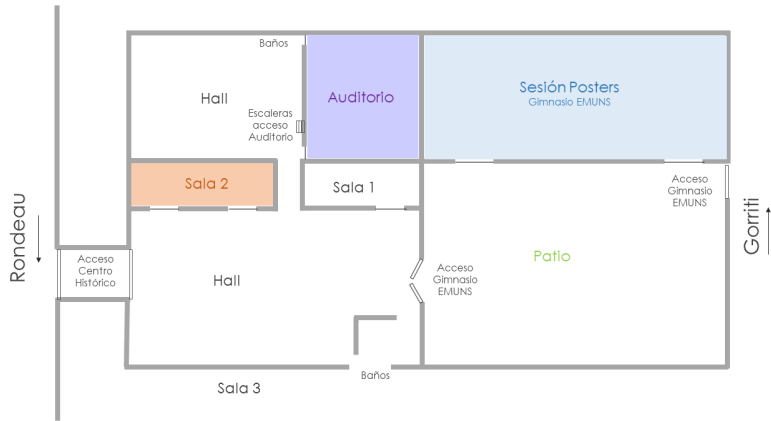 Baños
Hall
Auditorio
Sesión Posters
Gimnasio EMUNS
Escaleras
acceso
Auditorio
Sala 2
Sala 1
Acceso
Gimnasio
EMUNS
Rondeau
Gorriti
Acceso
Centro
Histórico
Hall
Acceso
Gimnasio
EMUNS
Patio
Baños
Sala 3